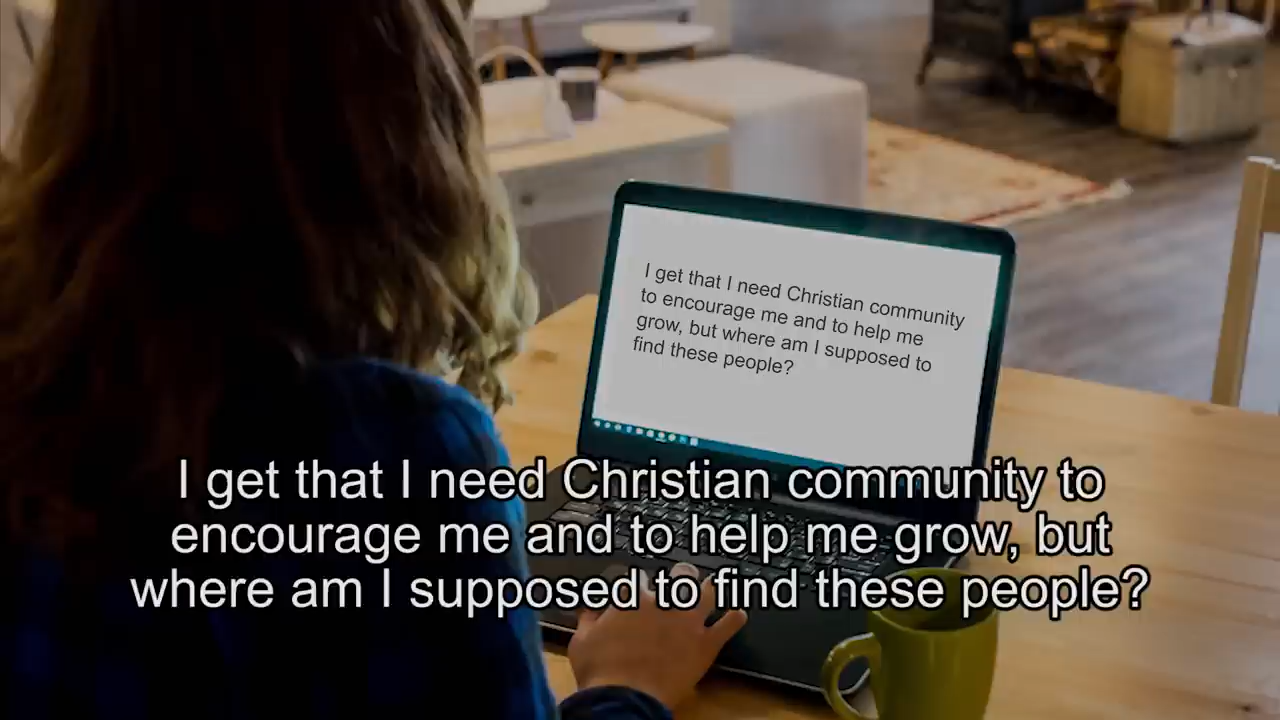 I get that I need Christian community
to encourage me and to help me
grow, but where am I supposed to
find these people?
I get that I need Christian community to
encourage me and to help me grow, but
where am I supposed to find these people?